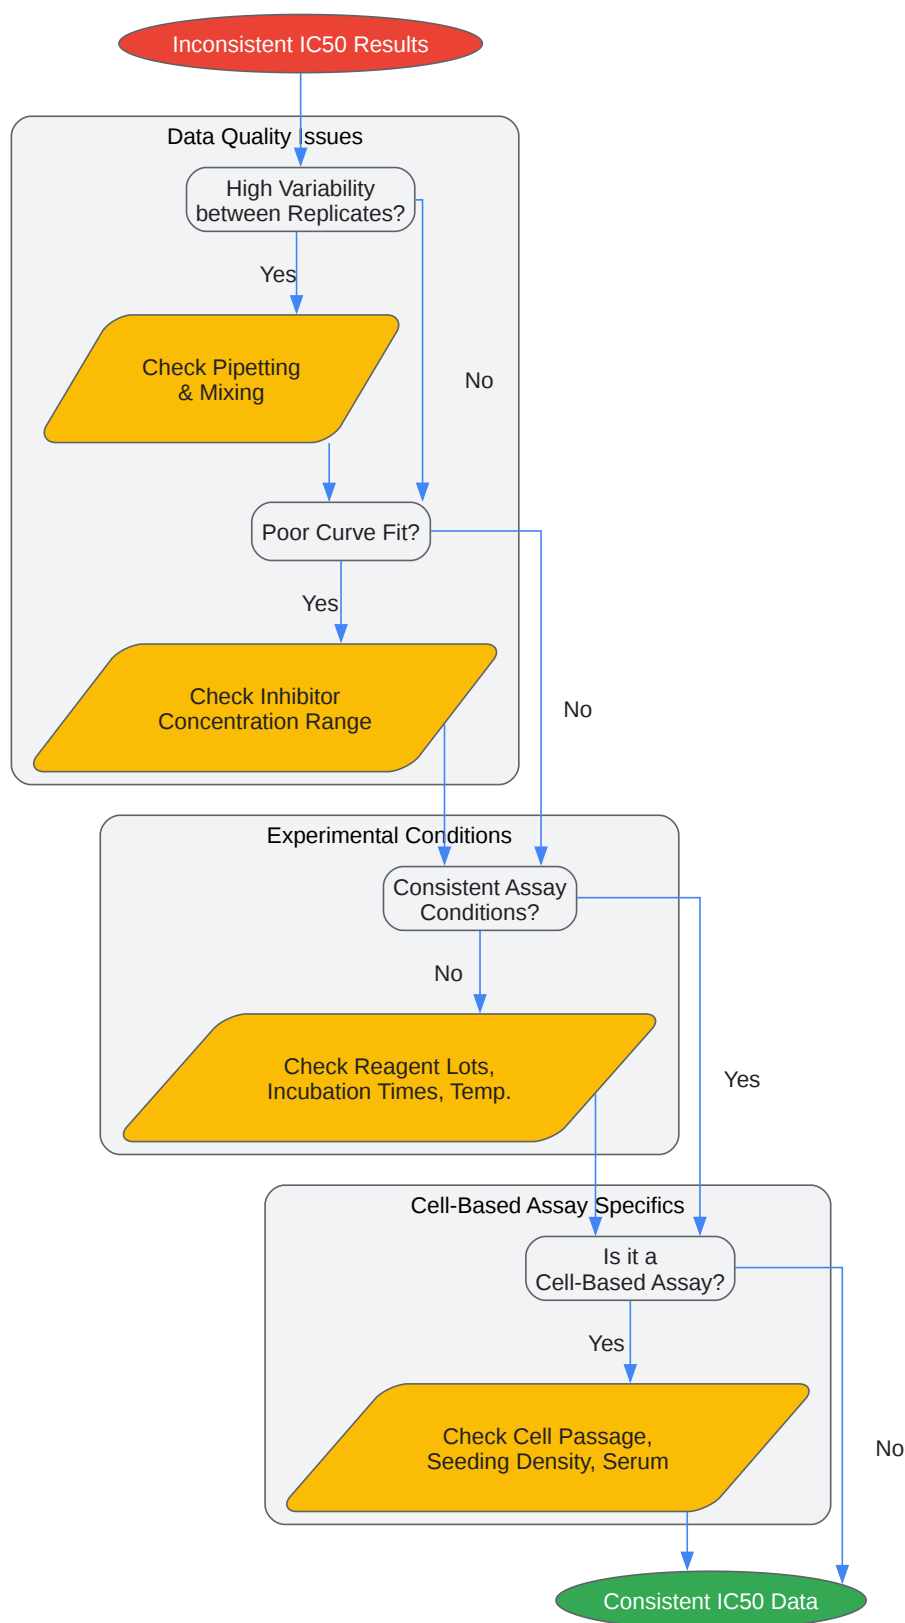 Inconsistent IC50 Results
Data Quality Issues
High Variability
between Replicates?
Yes
Check Pipetting
& Mixing
No
Poor Curve Fit?
Yes
Check Inhibitor
Concentration Range
No
Experimental Conditions
Consistent Assay
Conditions?
No
Check Reagent Lots,
Incubation Times, Temp.
Yes
Cell-Based Assay Specifics
Is it a
Cell-Based Assay?
Yes
Check Cell Passage,
Seeding Density, Serum
No
Consistent IC50 Data